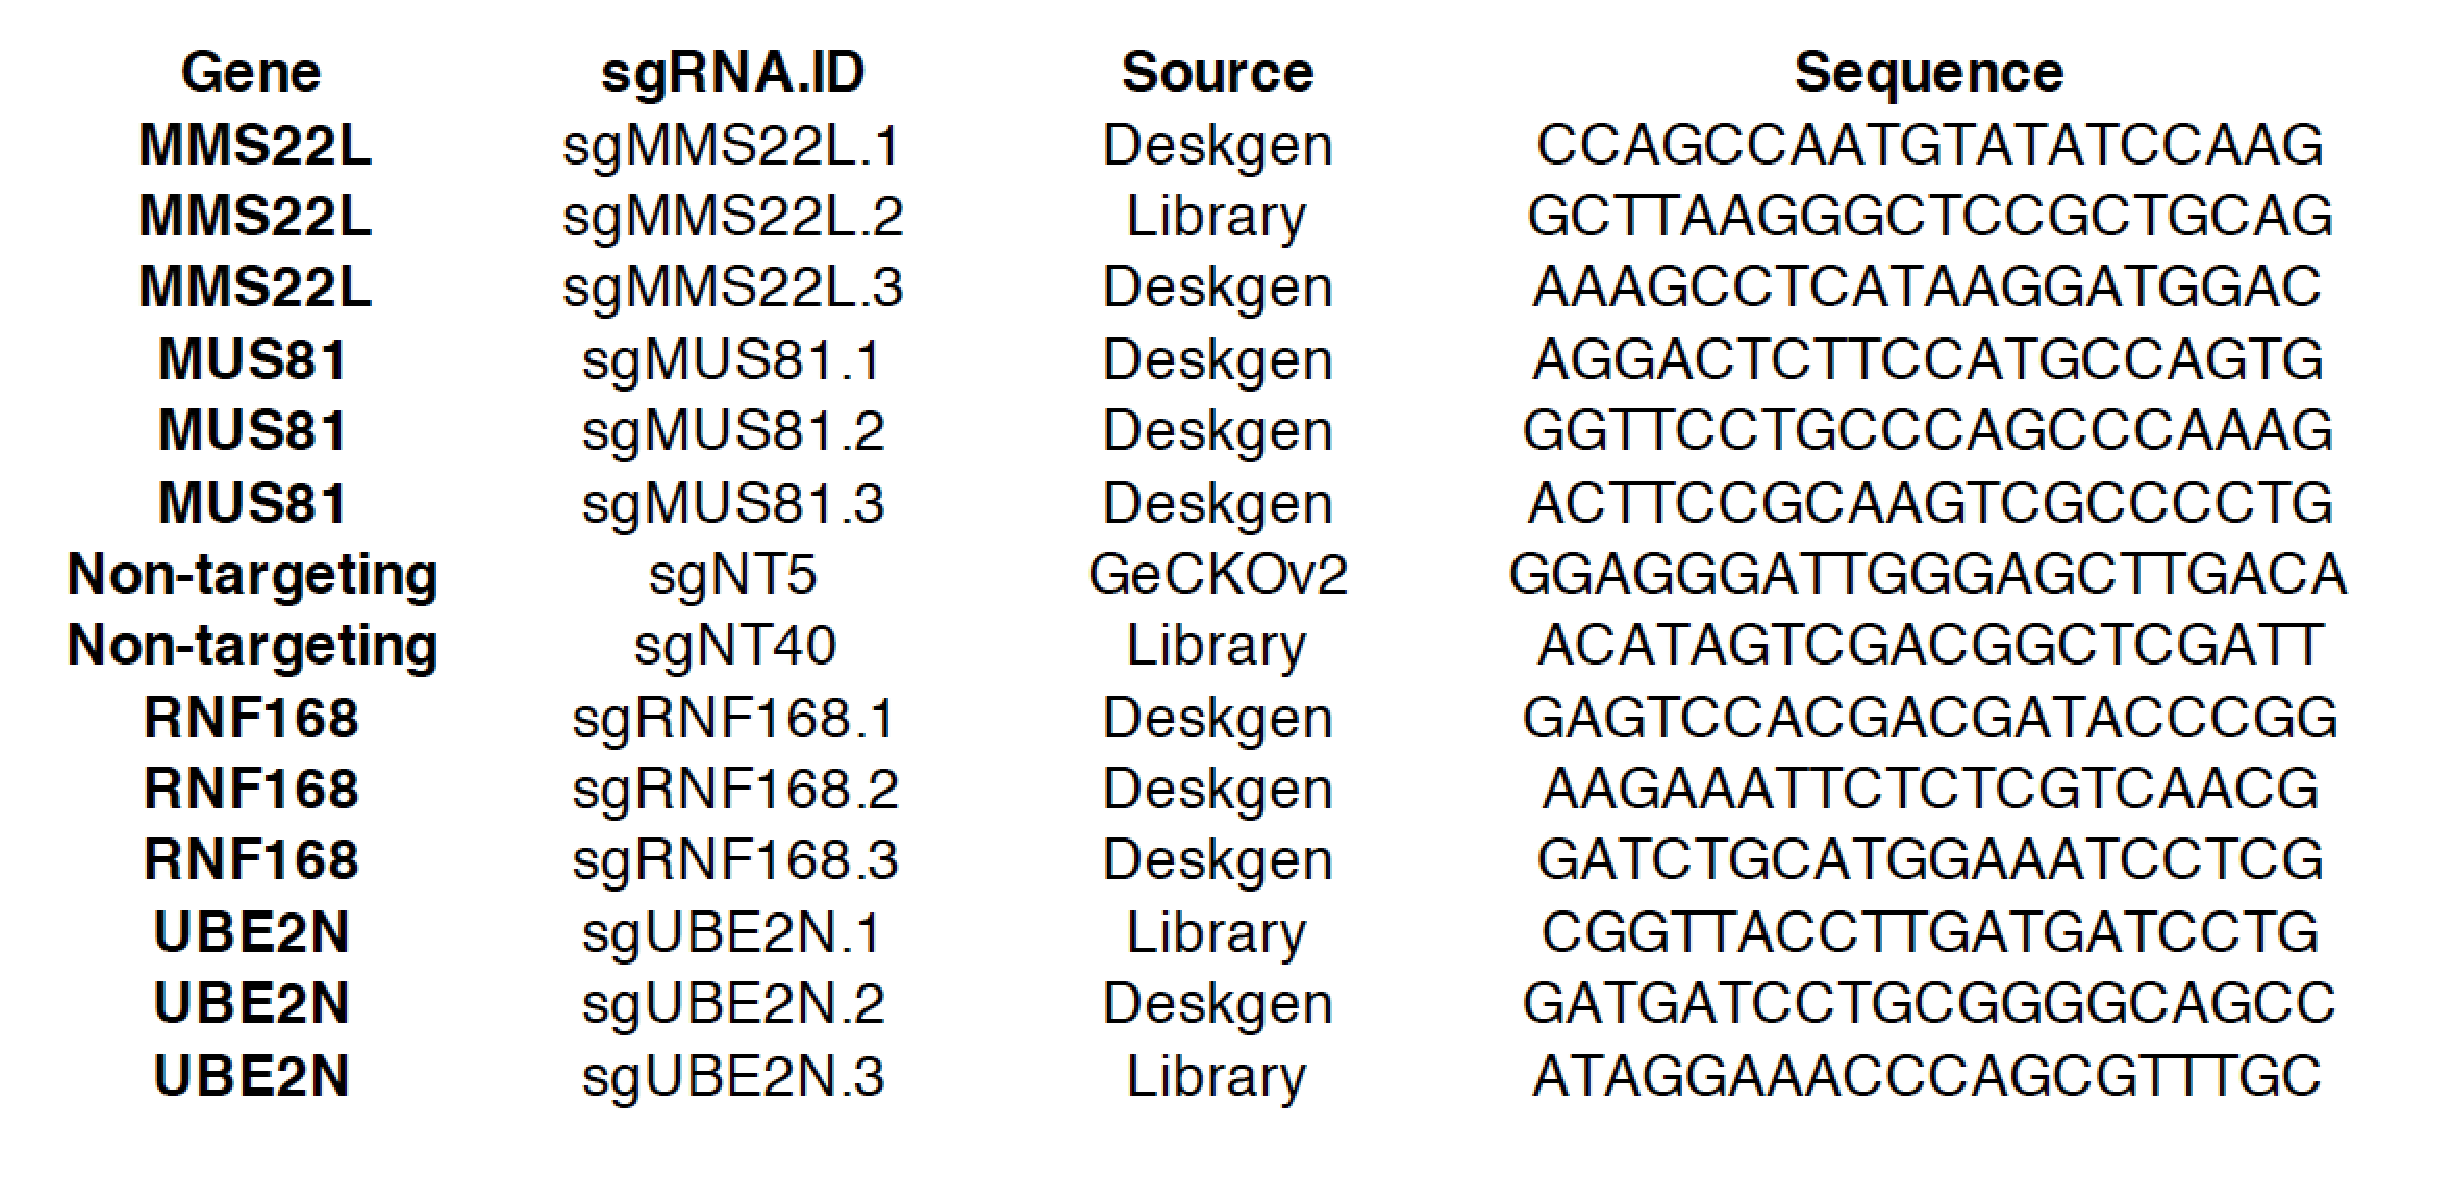 Gene sgRNA.ID Source Sequence
MMS22L sgMMS22L.1 Deskgen CCAGCCAATGTATATCCAAG
MMS22L sgMMS22L.2 Library GCTTAAGGGCTCCGCTGCAG
MMS22L sgMMS22L.3 Deskgen AAAGCCTCATAAGGATGGAC
MUS81 sgMUS81.1 Deskgen AGGACTCTTCCATGCCAGTG
MUS81 sgMUS81.2 Deskgen GGTTCCTGCCCAGCCCAAAG
MUS81 sgMUS81.3 Deskgen ACTTCCGCAAGTCGCCCCTG
Non-targeting sgNT5 GeCKOv2 GGAGGGATTGGGAGCTTGACA
Non-targeting sgNT40 Library ACATAGTCGACGGCTCGATT
RNF168 sgRNF168.1 Deskgen GAGTCCACGACGATACCCGG
RNF168 sgRNF168.2 Deskgen AAGAAATTCTCTCGTCAACG
RNF168 sgRNF168.3 Deskgen GATCTGCATGGAAATCCTCG
UBE2N sgUBE2N.1 Library CGGTTACCTTGATGATCCTG
UBE2N sgUBE2N.2 Deskgen GATGATCCTGCGGGGCAGCC
UBE2N sgUBE2N.3 Library ATAGGAAACCCAGCGTTTGC